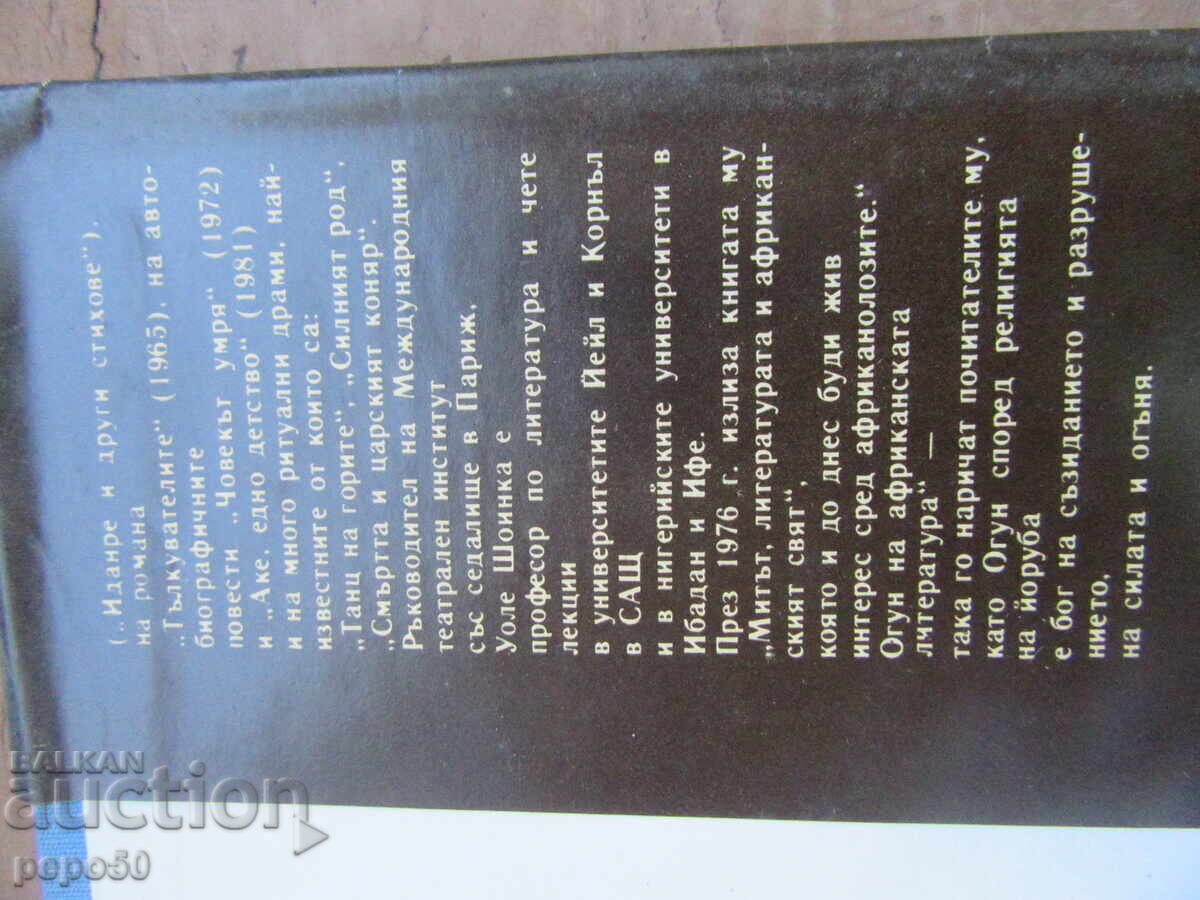 („Иданре и други стихове“),
на романа
„Тълкувателите“ (1965), на авто-
биографичните
повести „Човекът умря“ (1972)
и „Аке, едно детство“ (1981)
и на много ритуални драми, най-
известните от които са:
„Танц на горите“, „Силният род“,
„Смъртта и царският коняр“.
Ръководител на Международния
театрален институт
със седалище в Париж,
Уоле Шоинка е
професор по литература и чете
лекции
в университетите Йейл и Корнъл
в САЩ
и в нигерийските университети в
Ибадан и Ифе.
През 1976 г. излиза книгата му
„Митът, литературата и африкан-
ският свят“,
която и до днес буди жив
интерес сред африканолозите.“
Огун на африканската
литература“ —
така го наричат почитателите му,
като Огун според религията
на йоруба
е бог на съзиданието и разруше-
нието,
на силата и огъня.
BALKAN
auction
pepo50